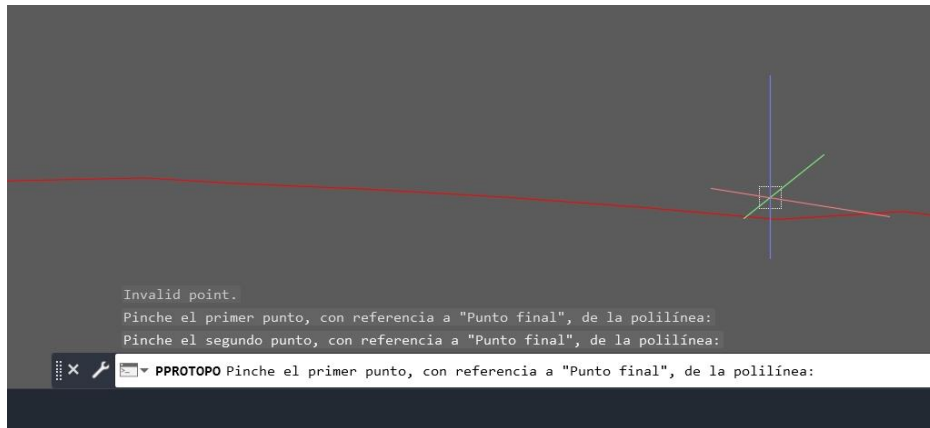 Invalid point.
Pinche el primer punto, con referencia a "Punto final", de la polilínea:
Pinche el segundo punto, con referencia a "Punto final", de la polilínea:
PPROTOPO Pinche el primer punto, con referencia a "Punto final", de la polilínea: